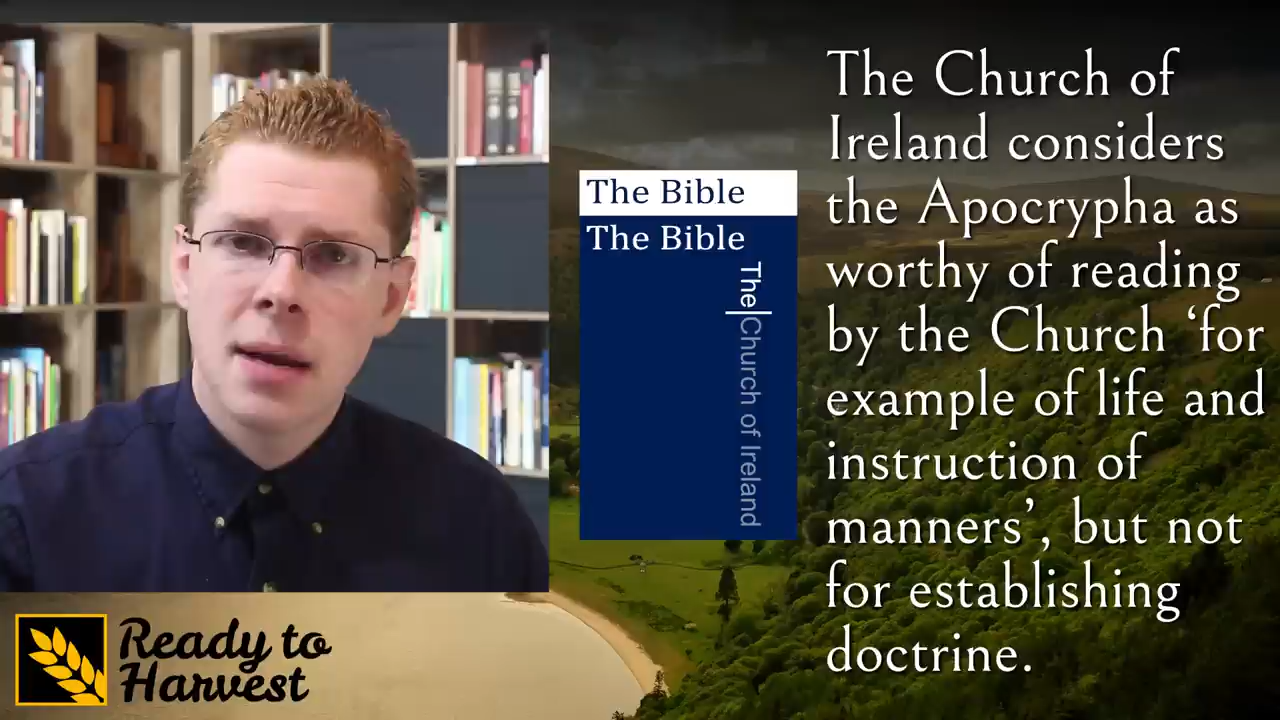 The Bible
The Bible
The Church of Ireland
The Church of
Ireland considers
the Apocrypha as
worthy of reading
by the Church ‘for
example of life and
instruction of
manners’, but not
for establishing
doctrine.
Ready to
Harvest